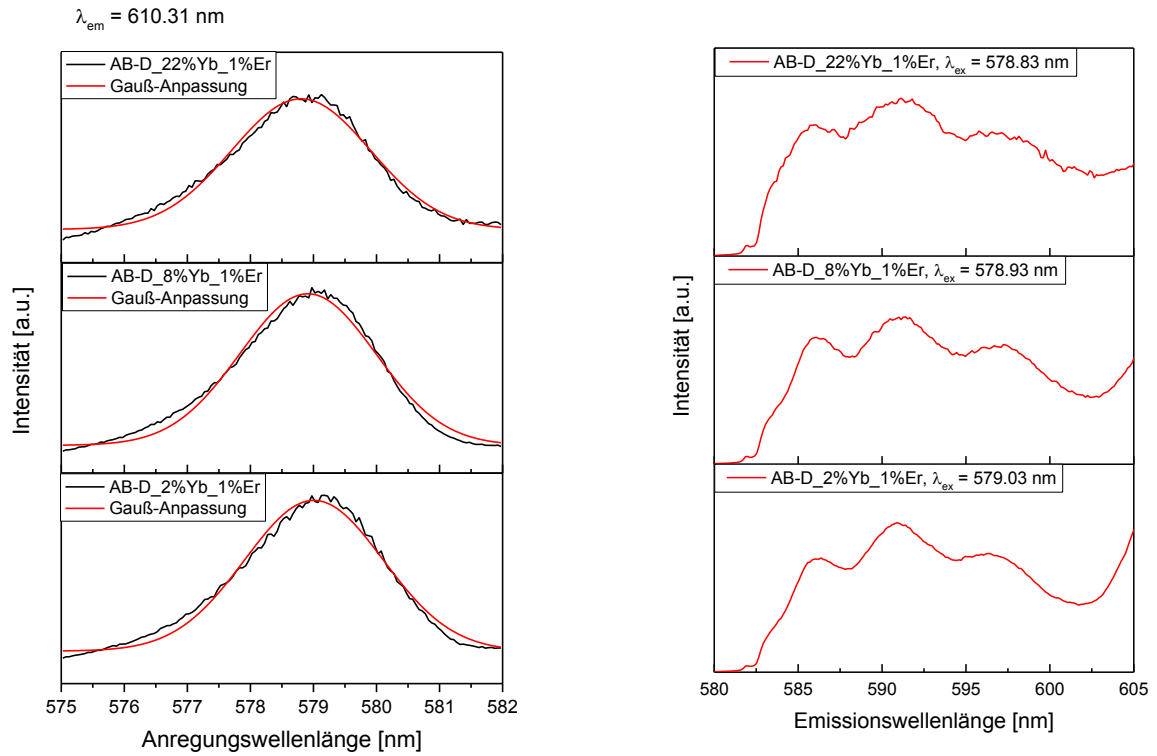 λem = 610.31 nm
AB-D_22%Yb_1%Er
Gauß-Anpassung
AB-D_8%Yb_1%Er
Gauß-Anpassung
AB-D_2%Yb_1%Er
Gauß-Anpassung
Intensität [a.u.]
575 576 577 578 579 580 581 582
Anregungswellenlänge [nm]
AB-D_22%Yb_1%Er, λex = 578.83 nm
AB-D_8%Yb_1%Er, λex = 578.93 nm
AB-D_2%Yb_1%Er, λex = 579.03 nm
Intensität [a.u.]
580 585 590 595 600 605
Emissionswellenlänge [nm]